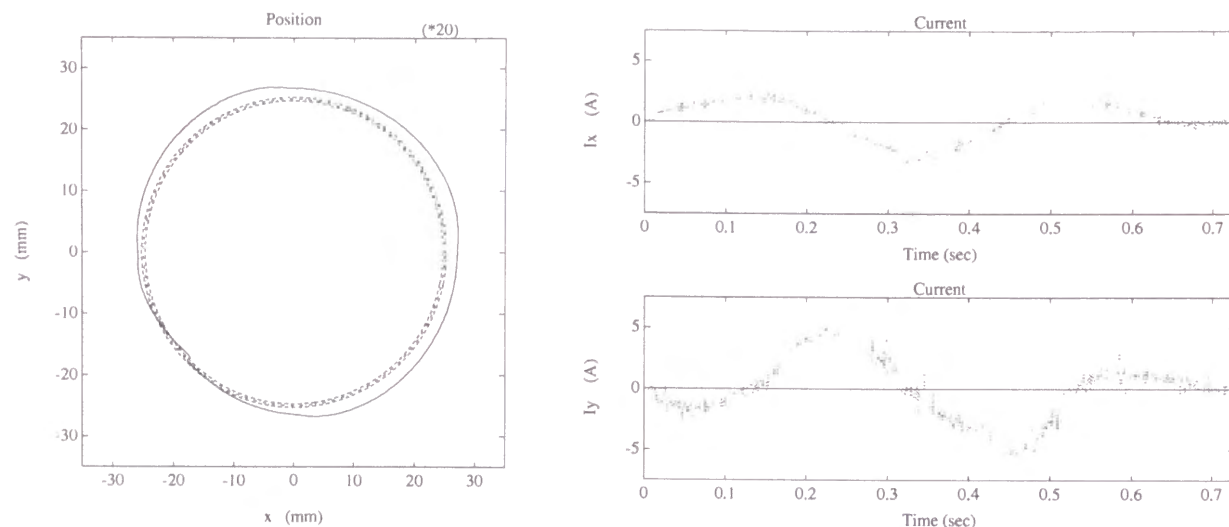 Position
(*20)
30
20
10
0
-10
-20
-30
y (mm)
-30 -20 -10 0 10 20 30
x (mm)
Current
5
0
-5
Ix (A)
0 0.1 0.2 0.3 0.4 0.5 0.6 0.7
Time (sec)
Current
5
0
-5
Iy (A)
0 0.1 0.2 0.3 0.4 0.5 0.6 0.7
Time (sec)